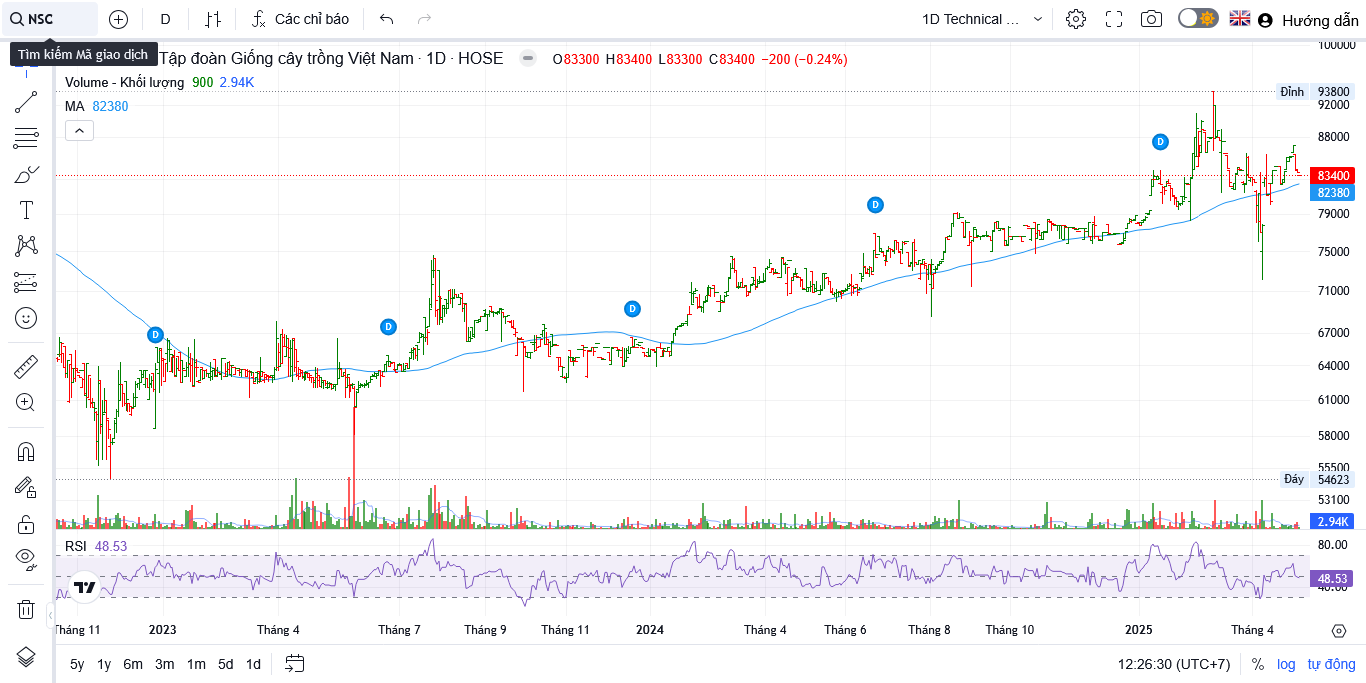 NSC D Các chỉ báo 1D Technical ... Hướng dẫn
Tìm kiếm Mã giao dịch
Tập đoàn Giống cây trồng Việt Nam · 1D · HOSE O83300 H83400 L83300 C83400 −200 (−0.24%)
Volume - Khối lượng 900 2.94K
MA 82380
100000
Đỉnh 93800
92000
88000
83400
82380
79000
75000
71000
67000
64000
61000
58000
55500
Đáy 54623
53100
2.94K
D
D
D
D
D
RSI 48.53
80.00
48.53
40.00
Tháng 11 2023 Tháng 4 Tháng 7 Tháng 9 Tháng 11 2024 Tháng 4 Tháng 6 Tháng 8 Tháng 10 2025 Tháng 4
5y 1y 6m 3m 1m 5d 1d 12:26:30 (UTC+7) % log tự động